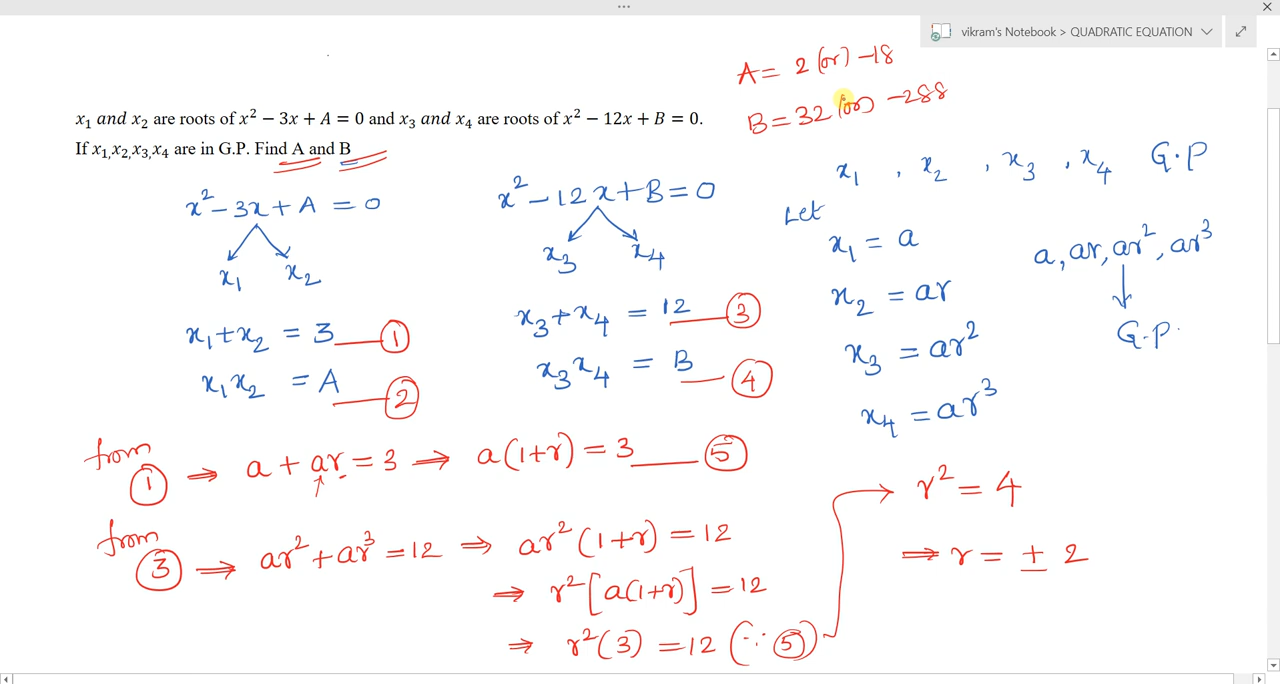 vikram's Notebook > QUADRATIC EQUATION
A = 2 (or) -18
B = 32 (or) -288
x₁ and x₂ are roots of x² − 3x + A = 0 and x₃ and x₄ are roots of x² − 12x + B = 0.
If x₁,x₂,x₃,x₄ are in G.P. Find A and B
x₁ , x₂ , x₃ , x₄ G.P
x² − 3x + A = 0
x₁ x₂
x₁ + x₂ = 3 ① 
x₁x₂ = A ②
x² − 12x + B = 0
x₃ x₄
x₃ + x₄ = 12 ③
x₃x₄ = B ④
Let
x₁ = a
x₂ = ar
x₃ = ar²
x₄ = ar³
a, ar, ar², ar³
G.P.
from ① ⇒ a + ar = 3 ⇒ a(1+r) = 3 ⑤
from ③ ⇒ ar² + ar³ = 12 ⇒ ar²(1+r) = 12
⇒ r²[a(1+r)] = 12
⇒ r²(3) = 12 (∵ ⑤)
→ r² = 4
⇒ r = ± 2